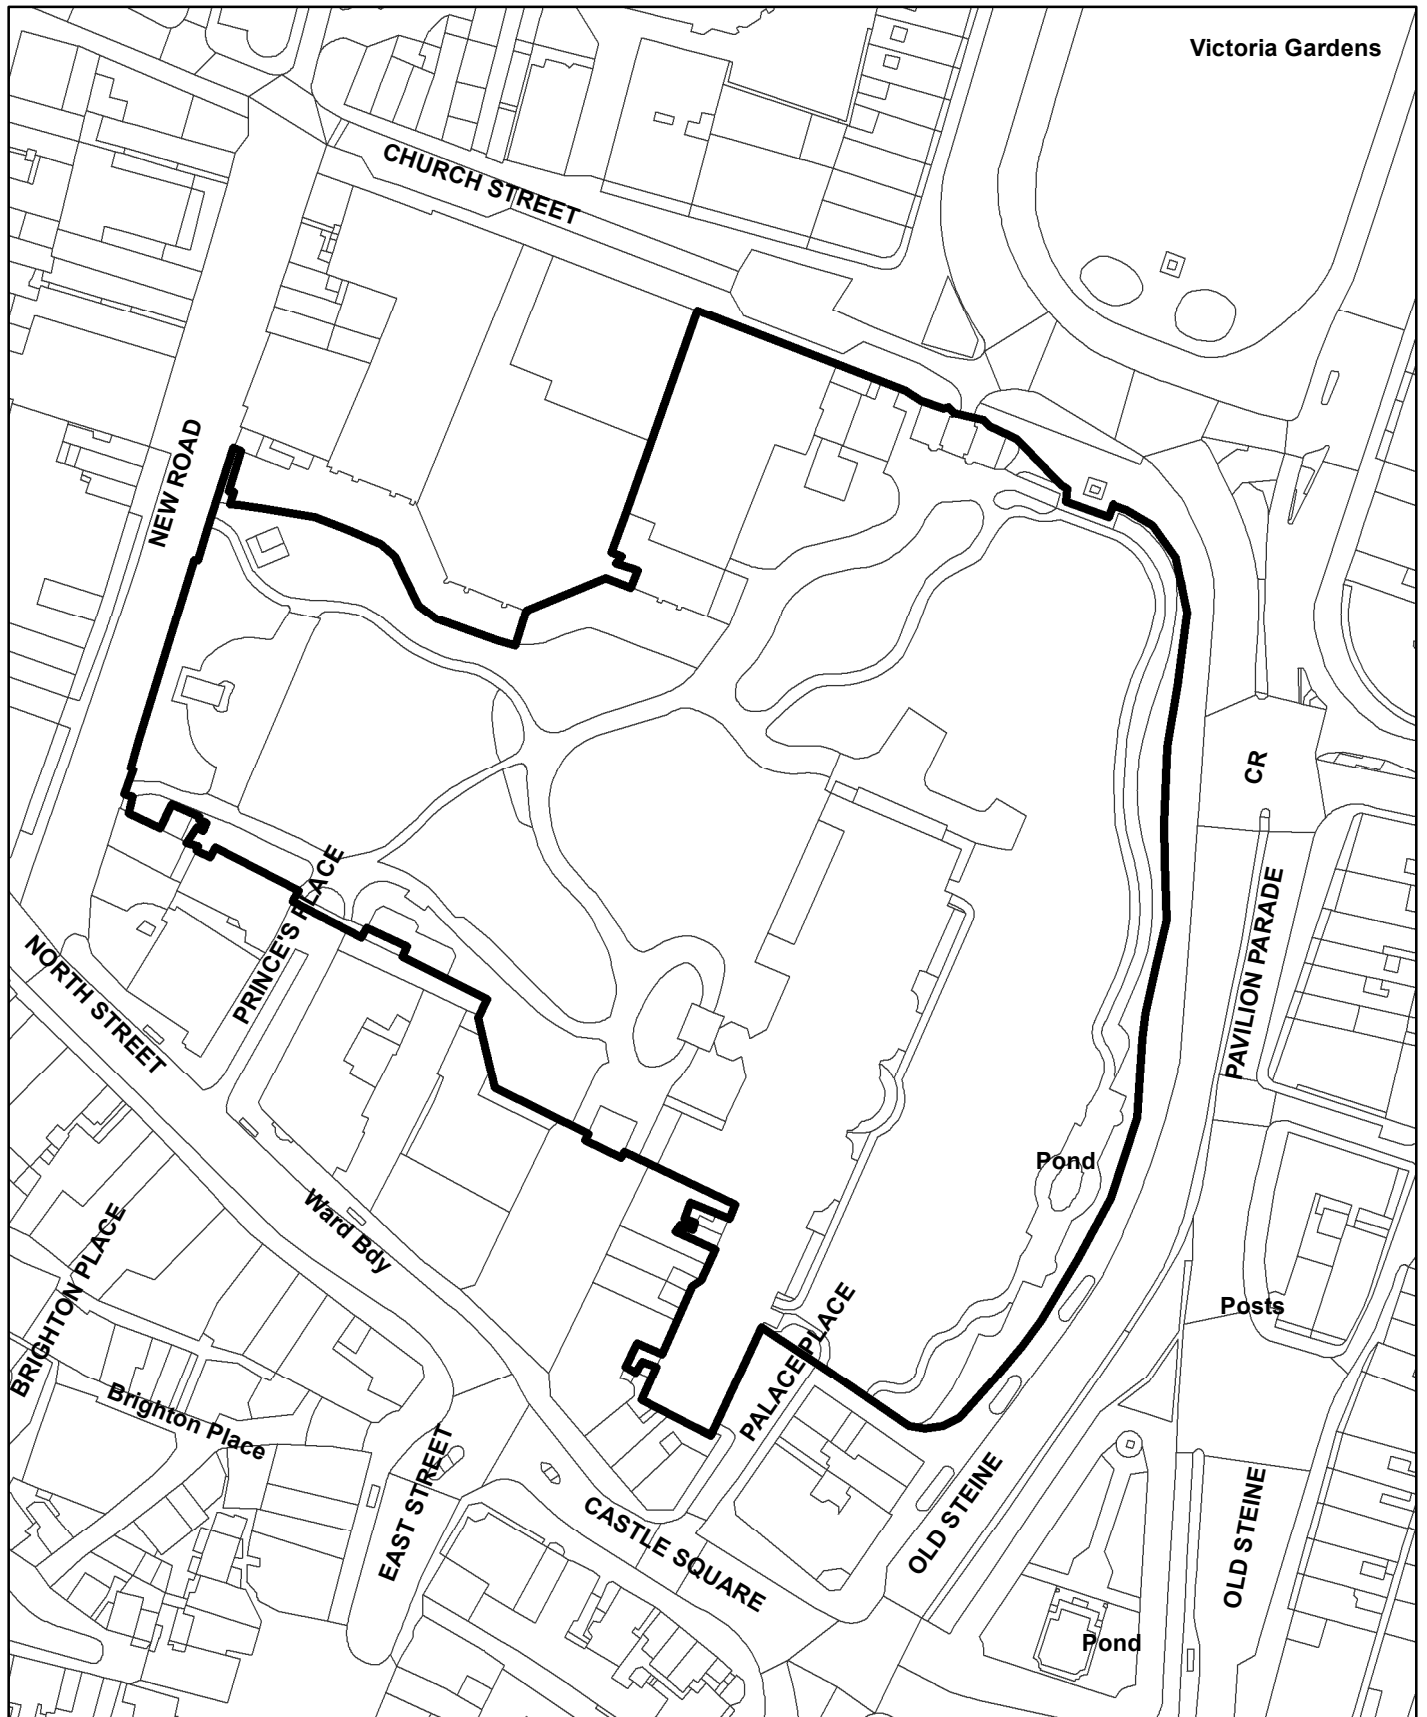 Victoria Gardens
CHURCH STREET
NEW ROAD
CR
PRINCE'S PLACE
PAVILION PARADE
NORTH STREET
Pond
Ward Bdy
BRIGHTON PLACE
Posts
PALACE PLACE
Brighton Place
EAST STREET
CASTLE SQUARE
OLD STEINE
OLD STEINE
Pond